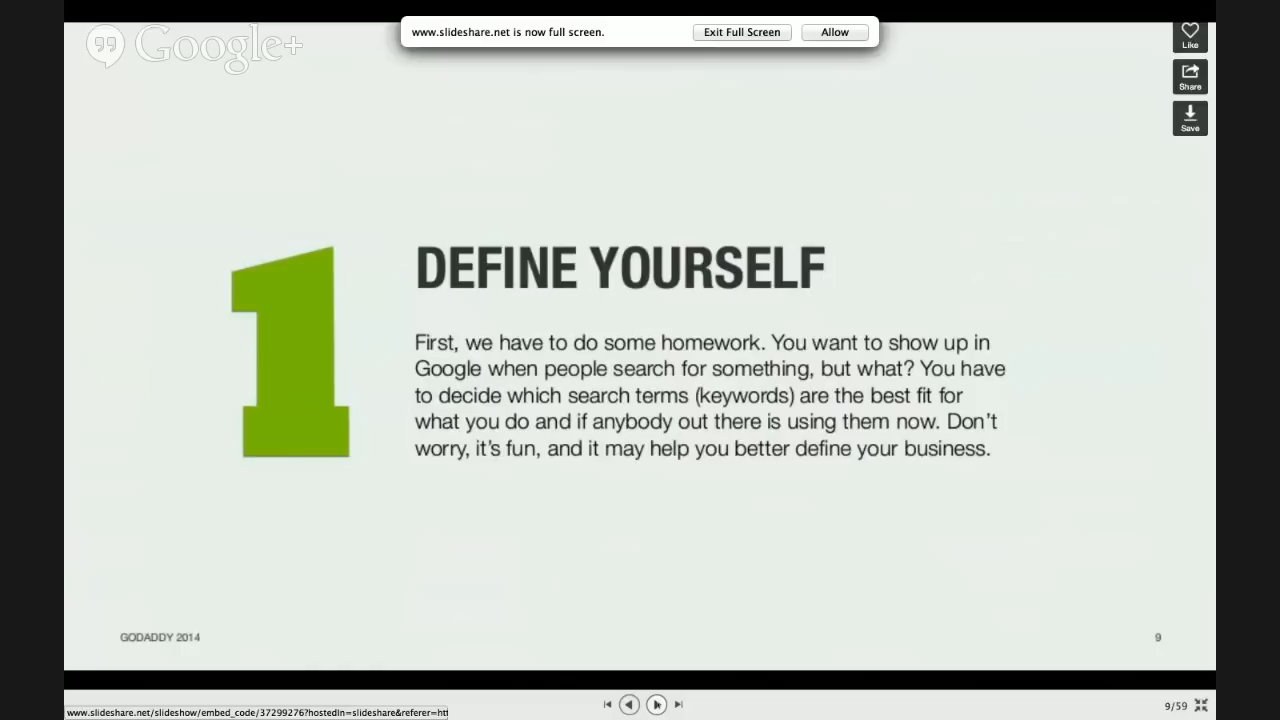 Google+
www.slideshare.net is now full screen.
Exit Full Screen
Allow
Like
Share
Save
1
DEFINE YOURSELF
First, we have to do some homework. You want to show up in
Google when people search for something, but what? You have
to decide which search terms (keywords) are the best fit for
what you do and if anybody out there is using them now. Don't
worry, it's fun, and it may help you better define your business.
GODADDY 2014
9
www.slideshare.net/slideshow/embed_code/37299276?hostedIn=slideshare&referer=htt
9/59